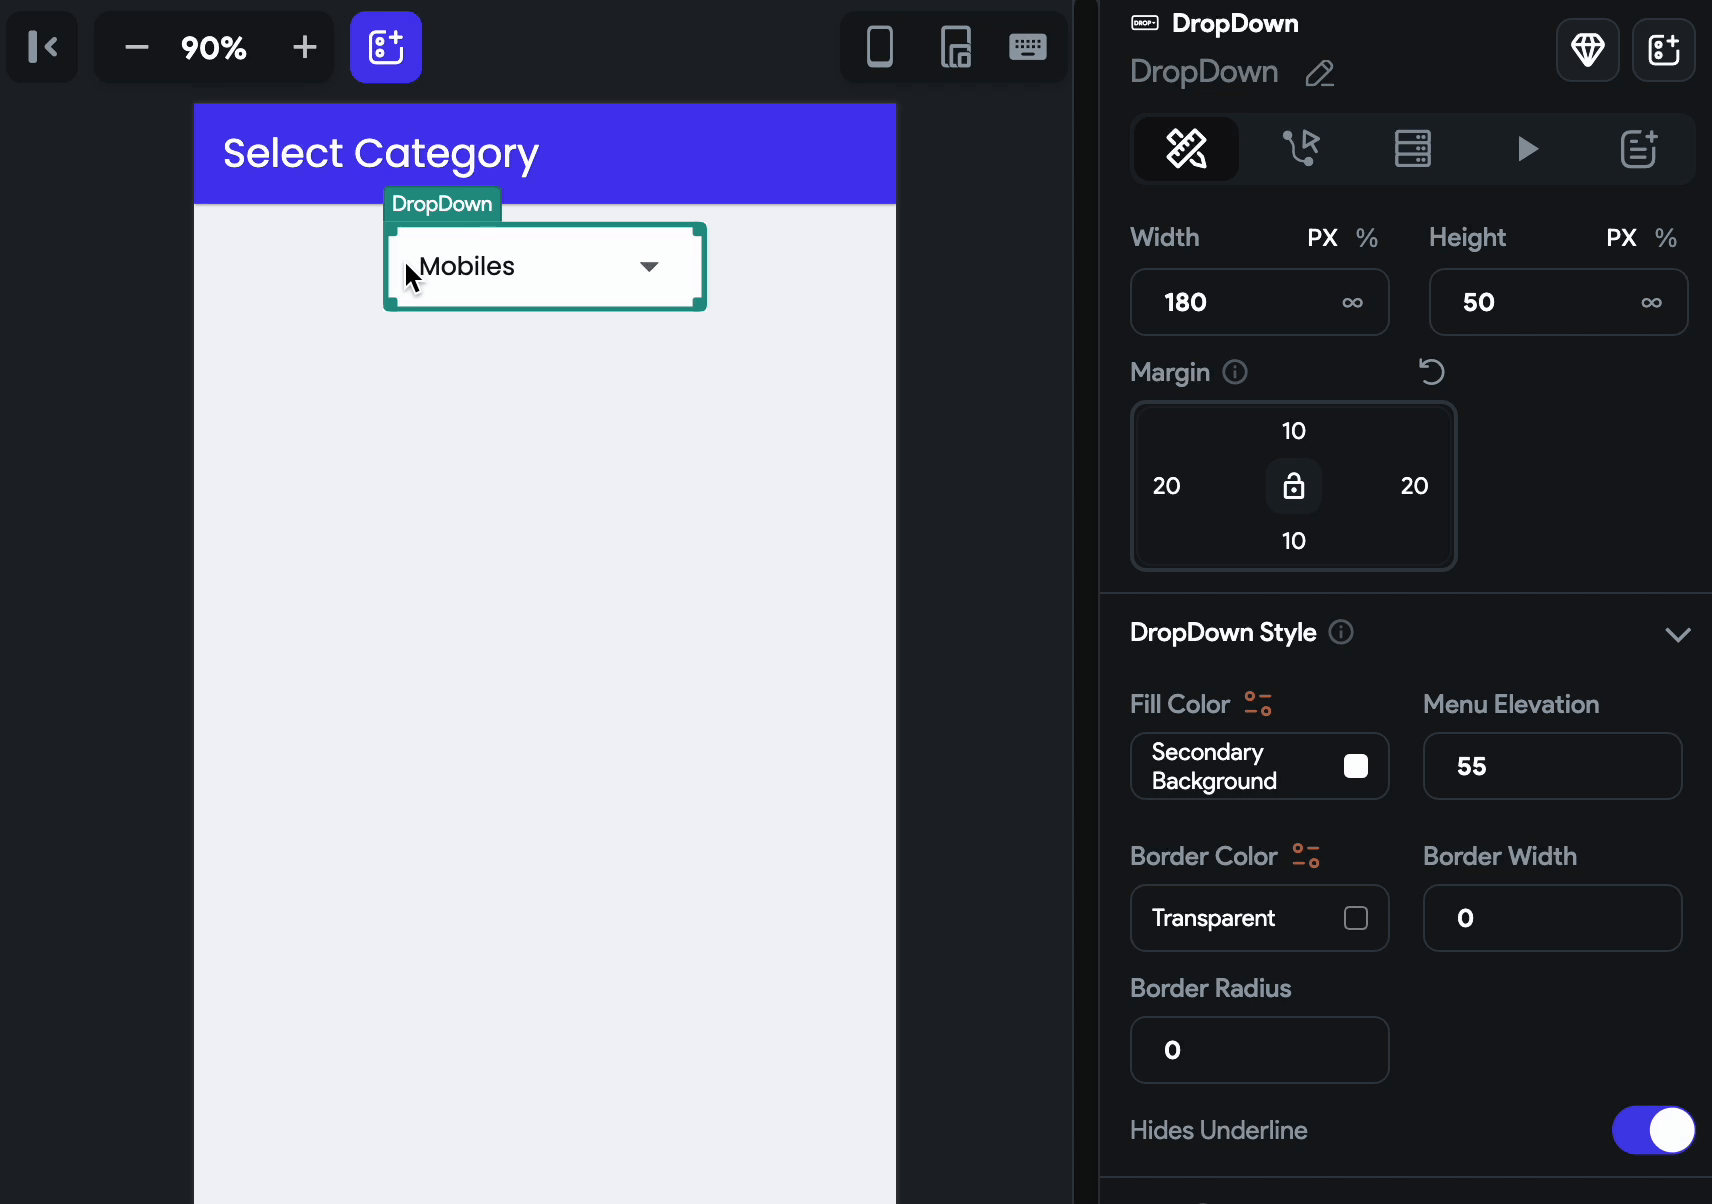 90%
Select Category
DropDown
Mobiles
DROP
DropDown
DropDown
Width PX %
Height PX %
180 ∞
50 ∞
Margin
10
20 20
10
DropDown Style
Fill Color
Menu Elevation
Secondary
Background
55
Border Color
Border Width
Transparent
0
Border Radius
0
Hides Underline